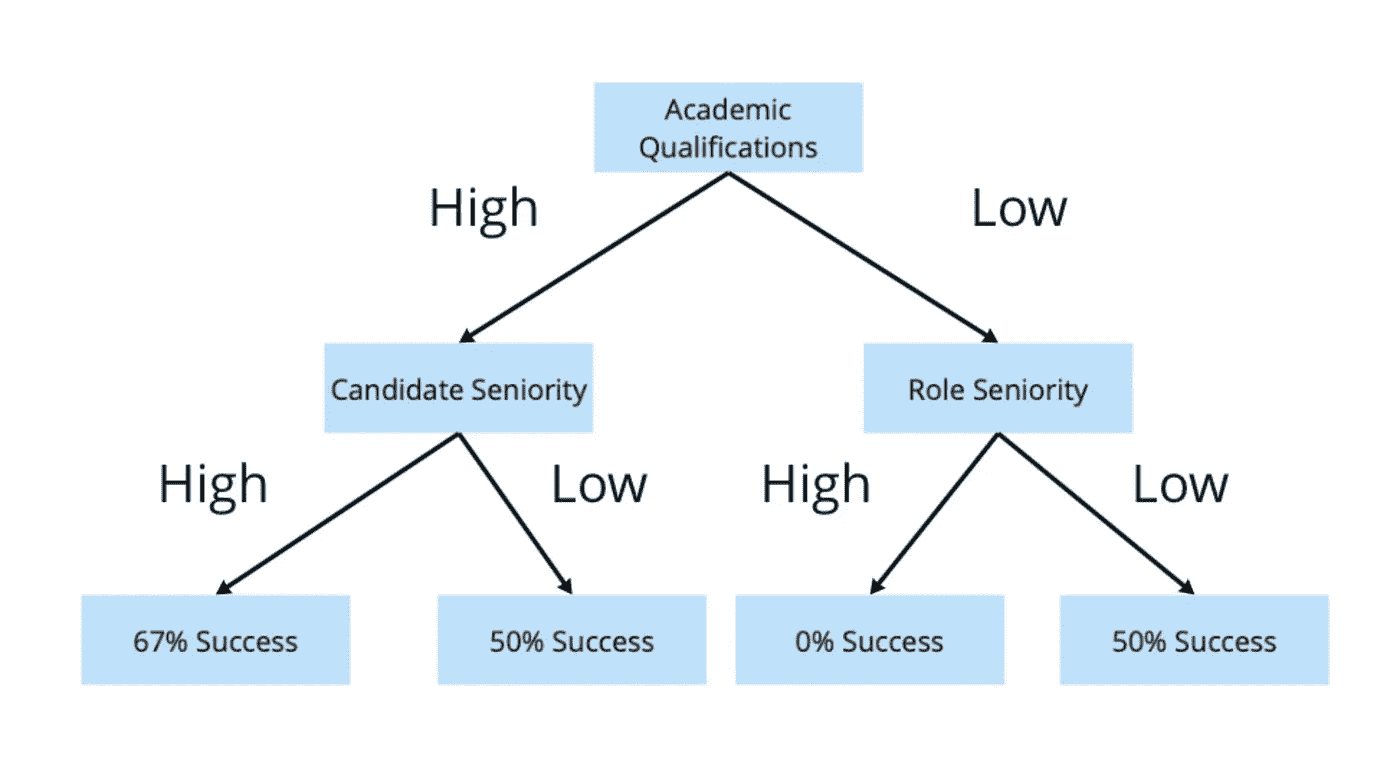 Academic
Qualifications
High
Low
Candidate Seniority
Role Seniority
High
Low
High
Low
67% Success
50% Success
0% Success
50% Success